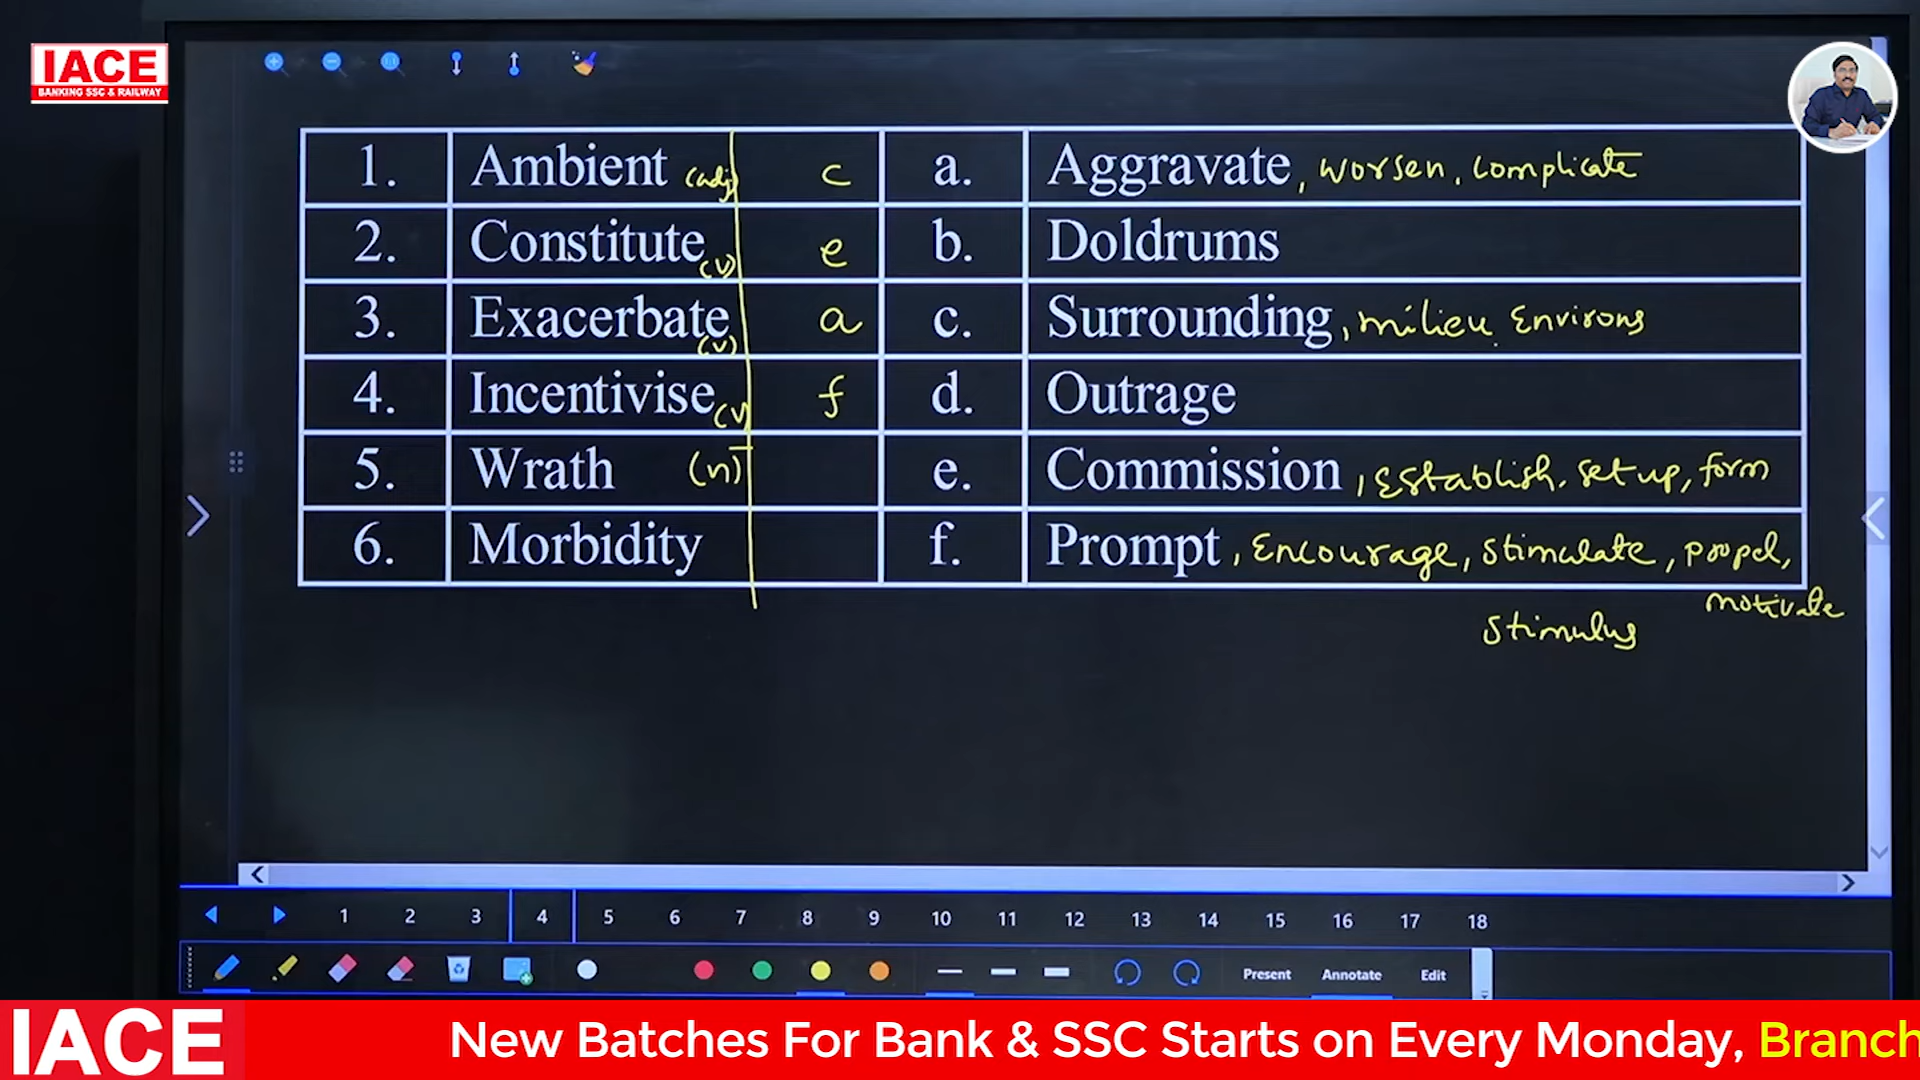 IACE
BANKING SSC & RAILWAY
1. Ambient (adj) c a. Aggravate, worsen, complicate
2. Constitute (v) e b. Doldrums
3. Exacerbate (v) a c. Surrounding, milieu, Environs
4. Incentivise (v) f d. Outrage
5. Wrath (n) e. Commission, Establish, set up, form
6. Morbidity f. Prompt, Encourage, stimulate, propel,
motivate
stimulus
1 2 3 4 5 6 7 8 9 10 11 12 13 14 15 16 17 18
Present Annotate Edit
IACE New Batches For Bank & SSC Starts on Every Monday, Branch